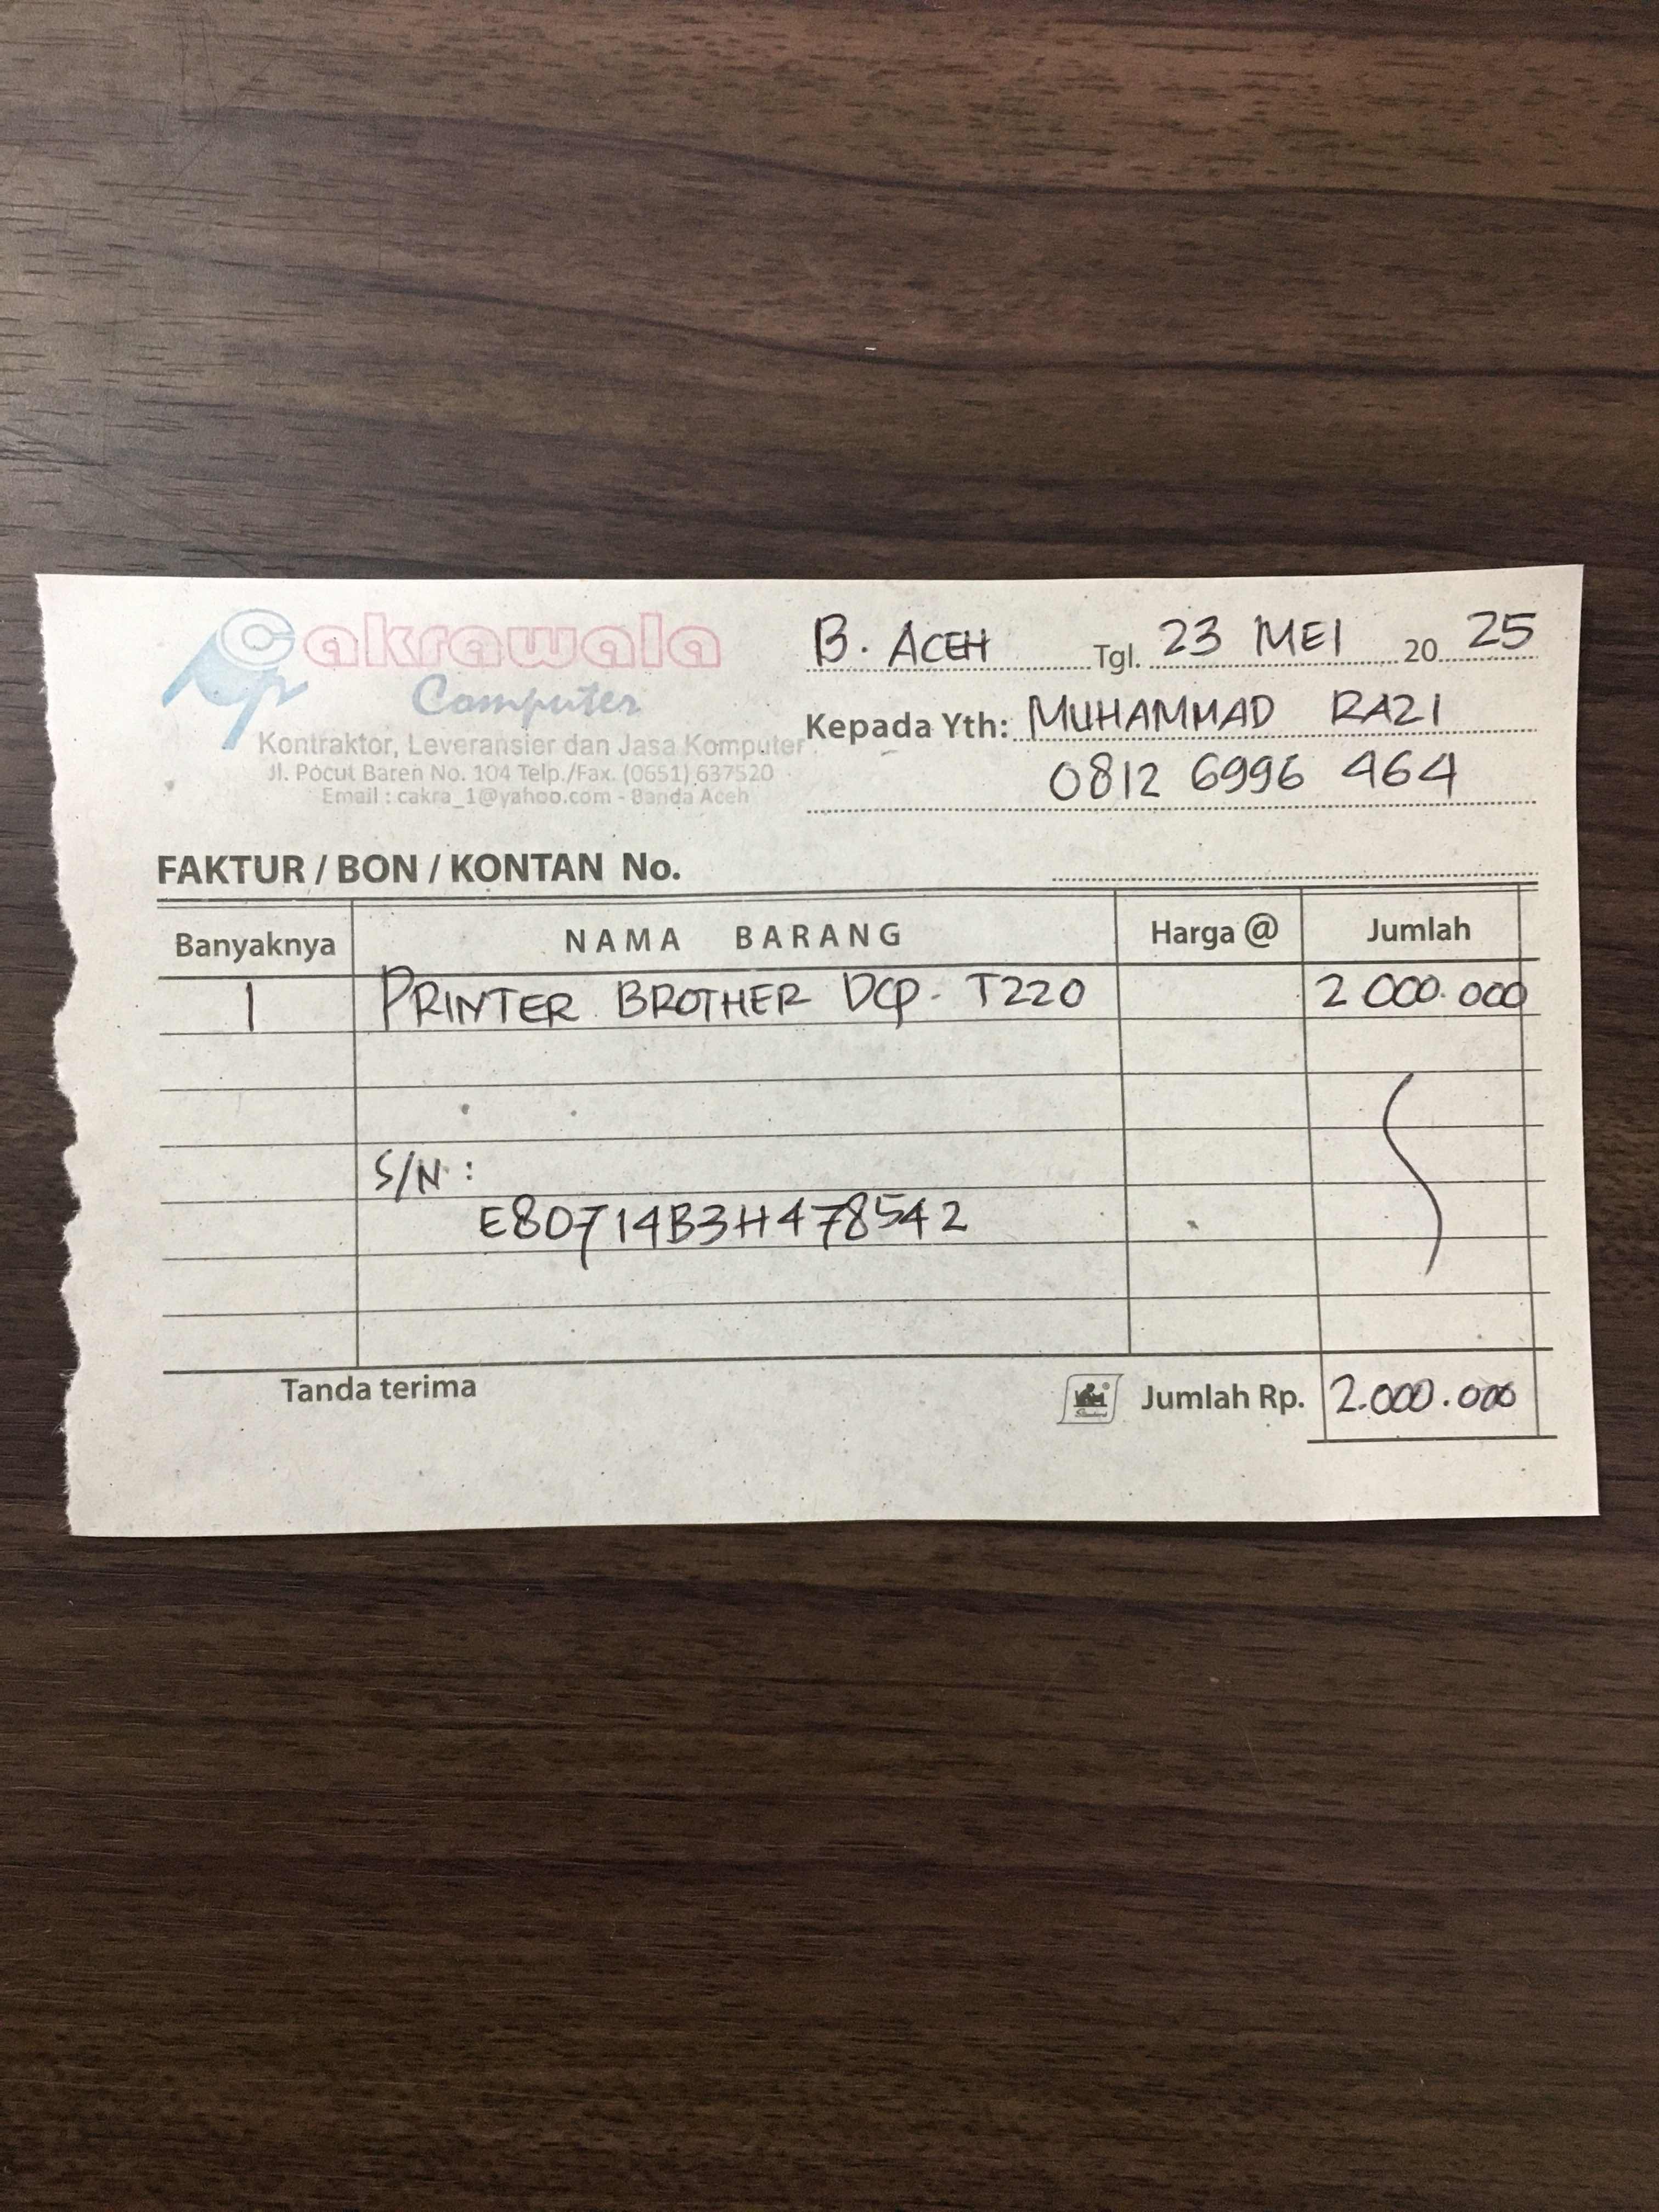 Cakrawala
Computer
Kontraktor, Leveransier dan Jasa Komputer
Jl. Pocut Baren No. 104 Telp./Fax. (0651) 637520
Email : cakra_1@yahoo.com - Banda Aceh
B. ACEH Tgl. 23 MEI 20 25
Kepada Yth: MUHAMMAD RAZI
0812 6996 464
FAKTUR / BON / KONTAN No.
Banyaknya NAMA BARANG Harga @ Jumlah
1 PRINTER BROTHER DCP - T220 2 000.000
S/N :
E80714B3H478542
Tanda terima Jumlah Rp. 2.000.000